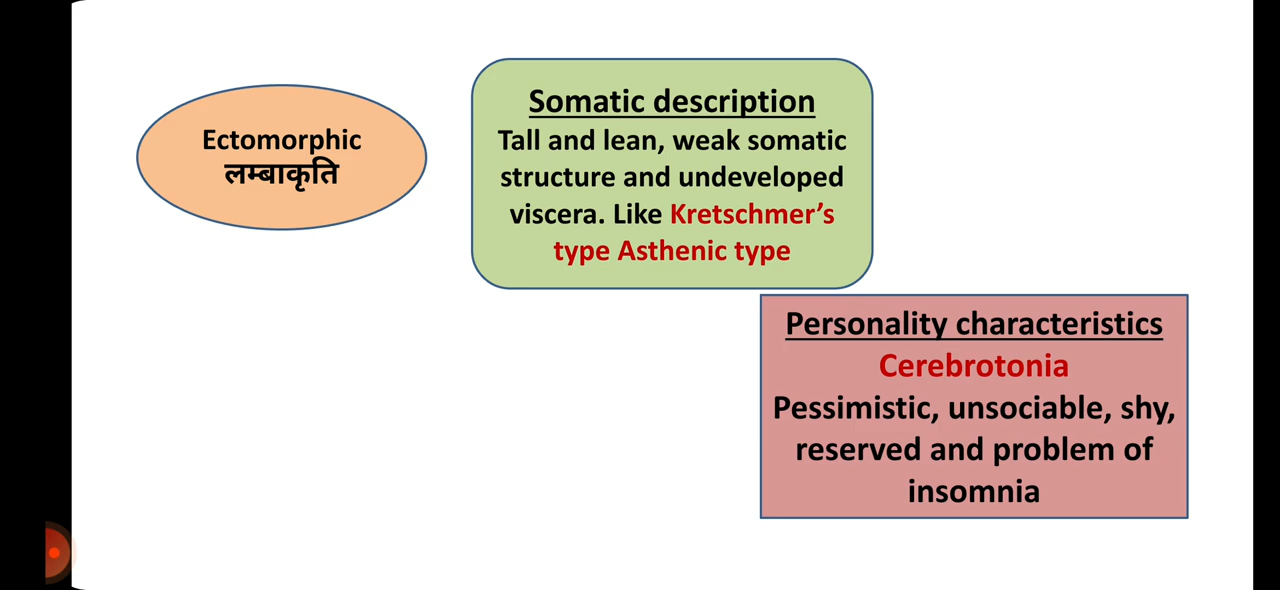 Ectomorphic
लम्बाकृति
Somatic description
Tall and lean, weak somatic
structure and undeveloped
viscera. Like Kretschmer’s
type Asthenic type
Personality characteristics
Cerebrotonia
Pessimistic, unsociable, shy,
reserved and problem of
insomnia